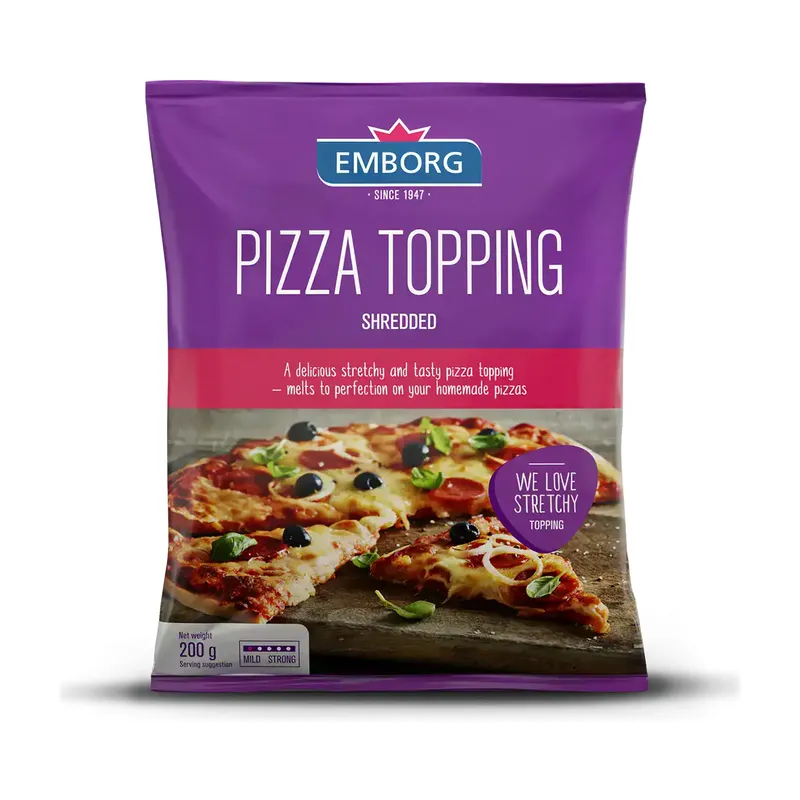 EMBORG
· SINCE 1947 ·
PIZZA TOPPING
SHREDDED
A delicious stretchy and tasty pizza topping
– melts to perfection on your homemade pizzas
WE LOVE
STRETCHY
TOPPING
Net weight
200 g
Serving suggestion
MILD STRONG